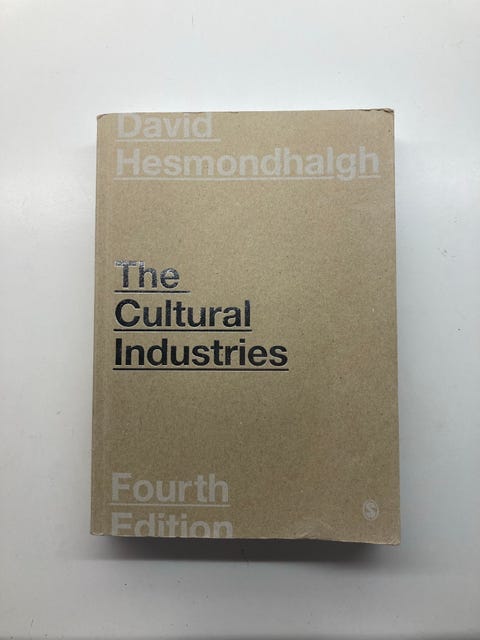 David
Hesmondhalgh
The
Cultural
Industries
Fourth
Edition
S